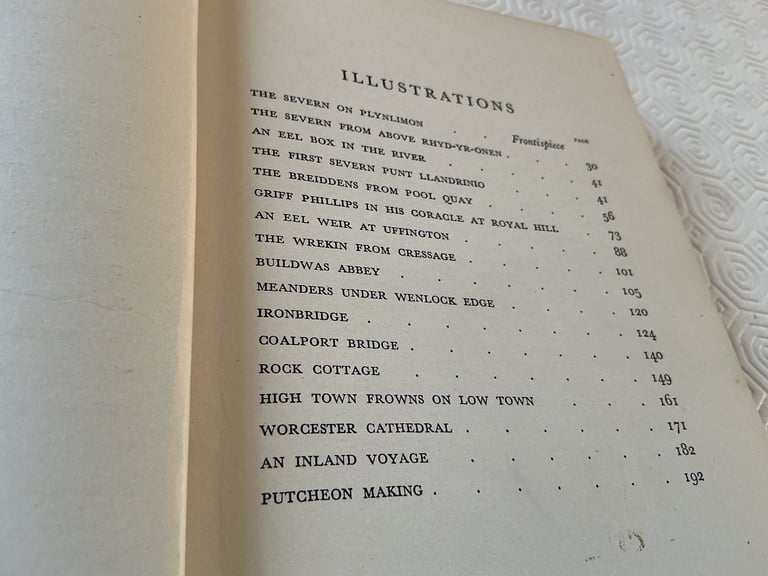 ILLUSTRATIONS
PAGE
THE SEVERN ON PLYNLIMON . . Frontispiece
THE SEVERN FROM ABOVE RHYD-YR-ONEN . . . 30
AN EEL BOX IN THE RIVER . . . . . 41
THE FIRST SEVERN PUNT LLANDRINIO . . . 41
THE BREIDDENS FROM POOL QUAY . . . . 56
GRIFF PHILLIPS IN HIS CORACLE AT ROYAL HILL . 73
AN EEL WEIR AT UFFINGTON . . . . . 88
THE WREKIN FROM CRESSAGE . . . . . 101
BUILDWAS ABBEY . . . . . . 105
MEANDERS UNDER WENLOCK EDGE . . . . 120
IRONBRIDGE . . . . . . . 124
COALPORT BRIDGE . . . . . . . 140
ROCK COTTAGE . . . . . . 149
HIGH TOWN FROWNS ON LOW TOWN . . . 161
WORCESTER CATHEDRAL . . . . . . 171
AN INLAND VOYAGE . . . . . . 182
PUTCHEON MAKING . . . . . . . 192